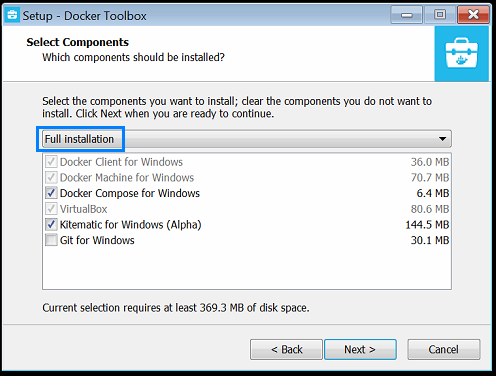 Setup - Docker Toolbox
Select Components
Which components should be installed?
Select the components you want to install; clear the components you do not want to
install. Click Next when you are ready to continue.
Full installation
Docker Client for Windows 36.0 MB
Docker Machine for Windows 70.7 MB
Docker Compose for Windows 6.4 MB
VirtualBox 80.6 MB
Kitematic for Windows (Alpha) 144.5 MB
Git for Windows 30.1 MB
Current selection requires at least 369.3 MB of disk space.
< Back Next > Cancel